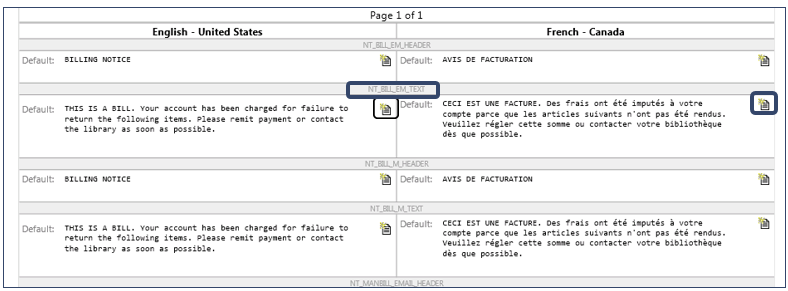 Page 1 of 1
English - United States
French - Canada
NT_BILL_EM_HEADER
Default: BILLING NOTICE
Default: AVIS DE FACTURATION
NT_BILL_EM_TEXT
Default: THIS IS A BILL. Your account has been charged for failure to
return the following items. Please remit payment or contact
the library as soon as possible.
Default: CECI EST UNE FACTURE. Des frais ont été imputés à votre
compte parce que les articles suivants n'ont pas été rendus.
Veuillez régler cette somme ou contacter votre bibliothèque
dès que possible.
NT_BILL_M_HEADER
Default: BILLING NOTICE
Default: AVIS DE FACTURATION
NT_BILL_M_TEXT
Default: THIS IS A BILL. Your account has been charged for failure to
return the following items. Please remit payment or contact
the library as soon as possible.
Default: CECI EST UNE FACTURE. Des frais ont été imputés à votre
compte parce que les articles suivants n'ont pas été rendus.
Veuillez régler cette somme ou contacter votre bibliothèque
dès que possible.
NT_MANBILL_EMAIL_HEADER